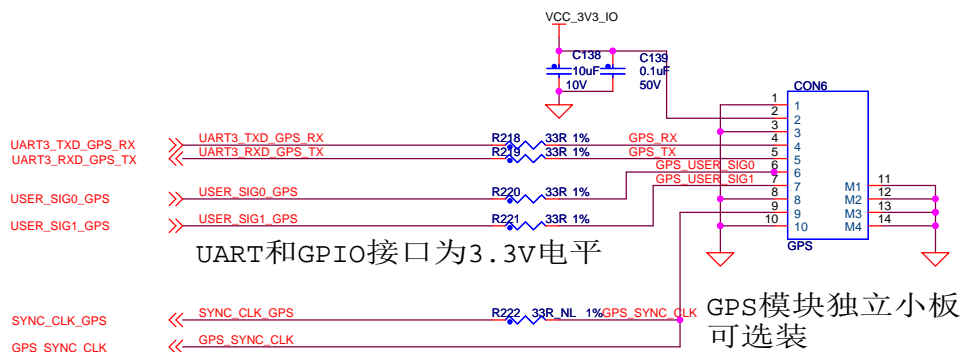 VCC_3V3_IO
C138
10uF
10V
C139
0.1uF
50V
CON6
1 1
2 2
3 3
UART3_TXD_GPS_RX UART3_TXD_GPS_RX R218 33R 1% GPS_RX 4 4
UART3_RXD_GPS_TX UART3_RXD_GPS_TX R219 33R 1% GPS_TX 5 5
GPS_USER_SIG0 6 6
GPS_USER_SIG1 7 7
USER_SIG0_GPS USER_SIG0_GPS R220 33R 1% 8 8
USER_SIG1_GPS USER_SIG1_GPS R221 33R 1% 9 9
10 10
M1 11
M2 12
M3 13
M4 14
GPS
UART和GPIO接口为3.3V电平
SYNC_CLK_GPS SYNC_CLK_GPS R222 33R_NL 1% GPS_SYNC_CLK
GPS_SYNC_CLK GPS_SYNC_CLK
GPS模块独立小板
可选装